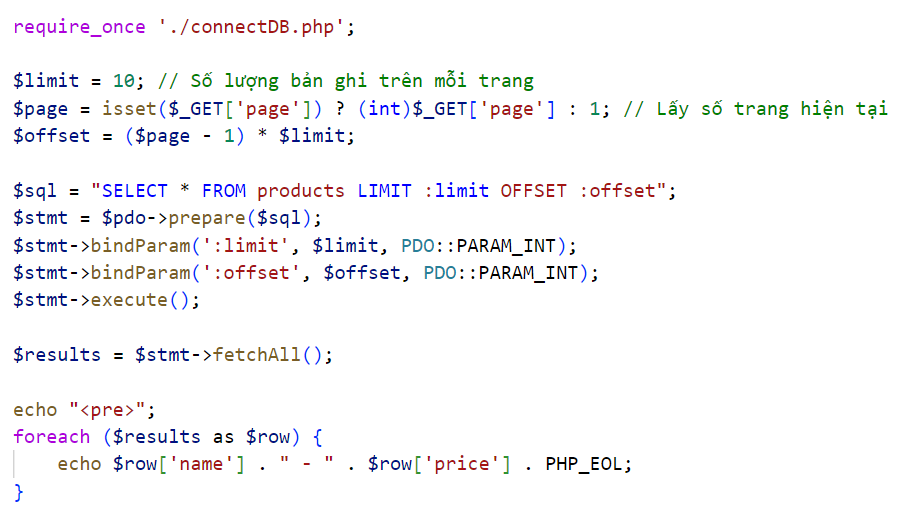 require_once './connectDB.php';
$limit = 10; // Số lượng bản ghi trên mỗi trang
$page = isset($_GET['page']) ? (int)$_GET['page'] : 1; // Lấy số trang hiện tại
$offset = ($page - 1) * $limit;
$sql = "SELECT * FROM products LIMIT :limit OFFSET :offset";
$stmt = $pdo->prepare($sql);
$stmt->bindParam(':limit', $limit, PDO::PARAM_INT);
$stmt->bindParam(':offset', $offset, PDO::PARAM_INT);
$stmt->execute();
$results = $stmt->fetchAll();
echo "<pre>";
foreach ($results as $row) {
    echo $row['name'] . " - " . $row['price'] . PHP_EOL;
}